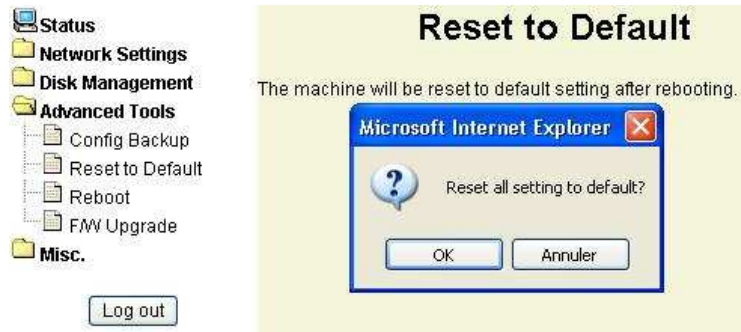 Status
Network Settings
Disk Management
Advanced Tools
Config Backup
Reset to Default
Reboot
F/W Upgrade
Misc.
Log out
Reset to Default
The machine will be reset to default setting after rebooting.
Microsoft Internet Explorer
Reset all setting to default?
OK
Annuler